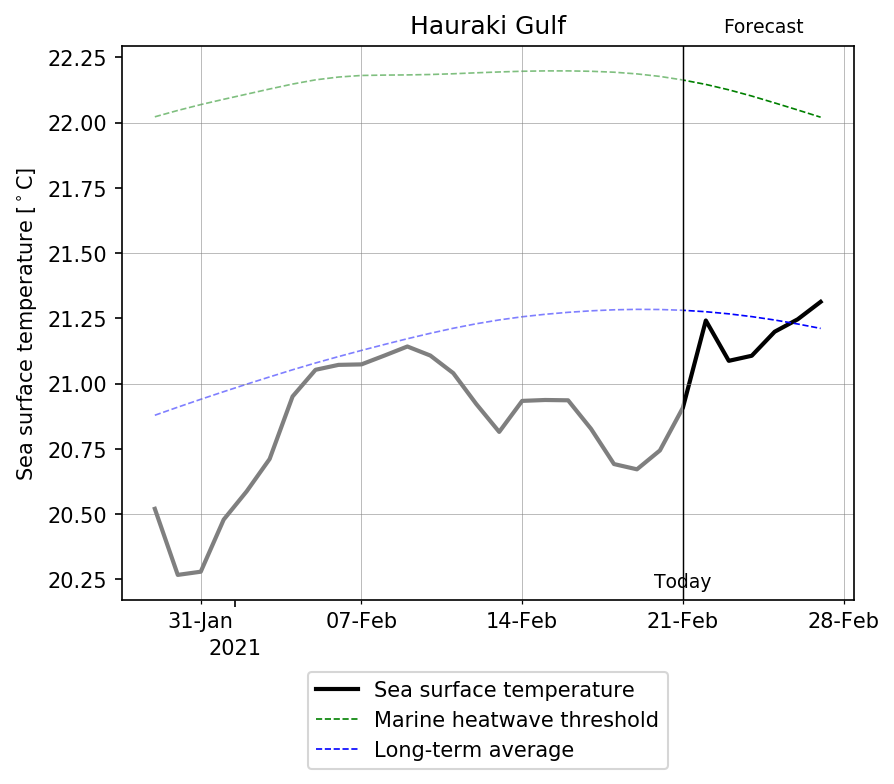 Hauraki Gulf
Forecast
Sea surface temperature [°C]
22.25
22.00
21.75
21.50
21.25
21.00
20.75
20.50
20.25
Today
31-Jan 07-Feb 14-Feb 21-Feb 28-Feb
2021
Sea surface temperature
Marine heatwave threshold
Long-term average